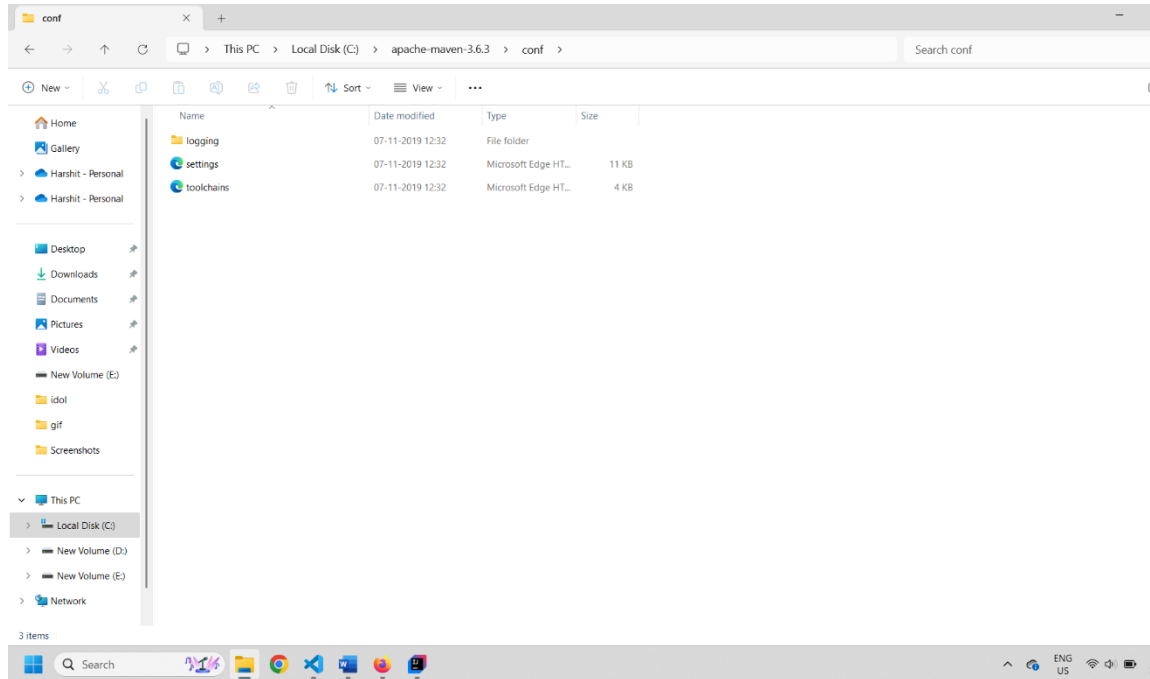 conf
This PC > Local Disk (C:) > apache-maven-3.6.3 > conf >
Search conf
New
Sort
View
Name Date modified Type Size
logging 07-11-2019 12:32 File folder
settings 07-11-2019 12:32 Microsoft Edge HT... 11 KB
toolchains 07-11-2019 12:32 Microsoft Edge HT... 4 KB
Home
Gallery
Harshit - Personal
Harshit - Personal
Desktop
Downloads
Documents
Pictures
Videos
New Volume (E:)
idol
gif
Screenshots
This PC
Local Disk (C:)
New Volume (D:)
New Volume (E:)
Network
3 items
Search
ENG
US